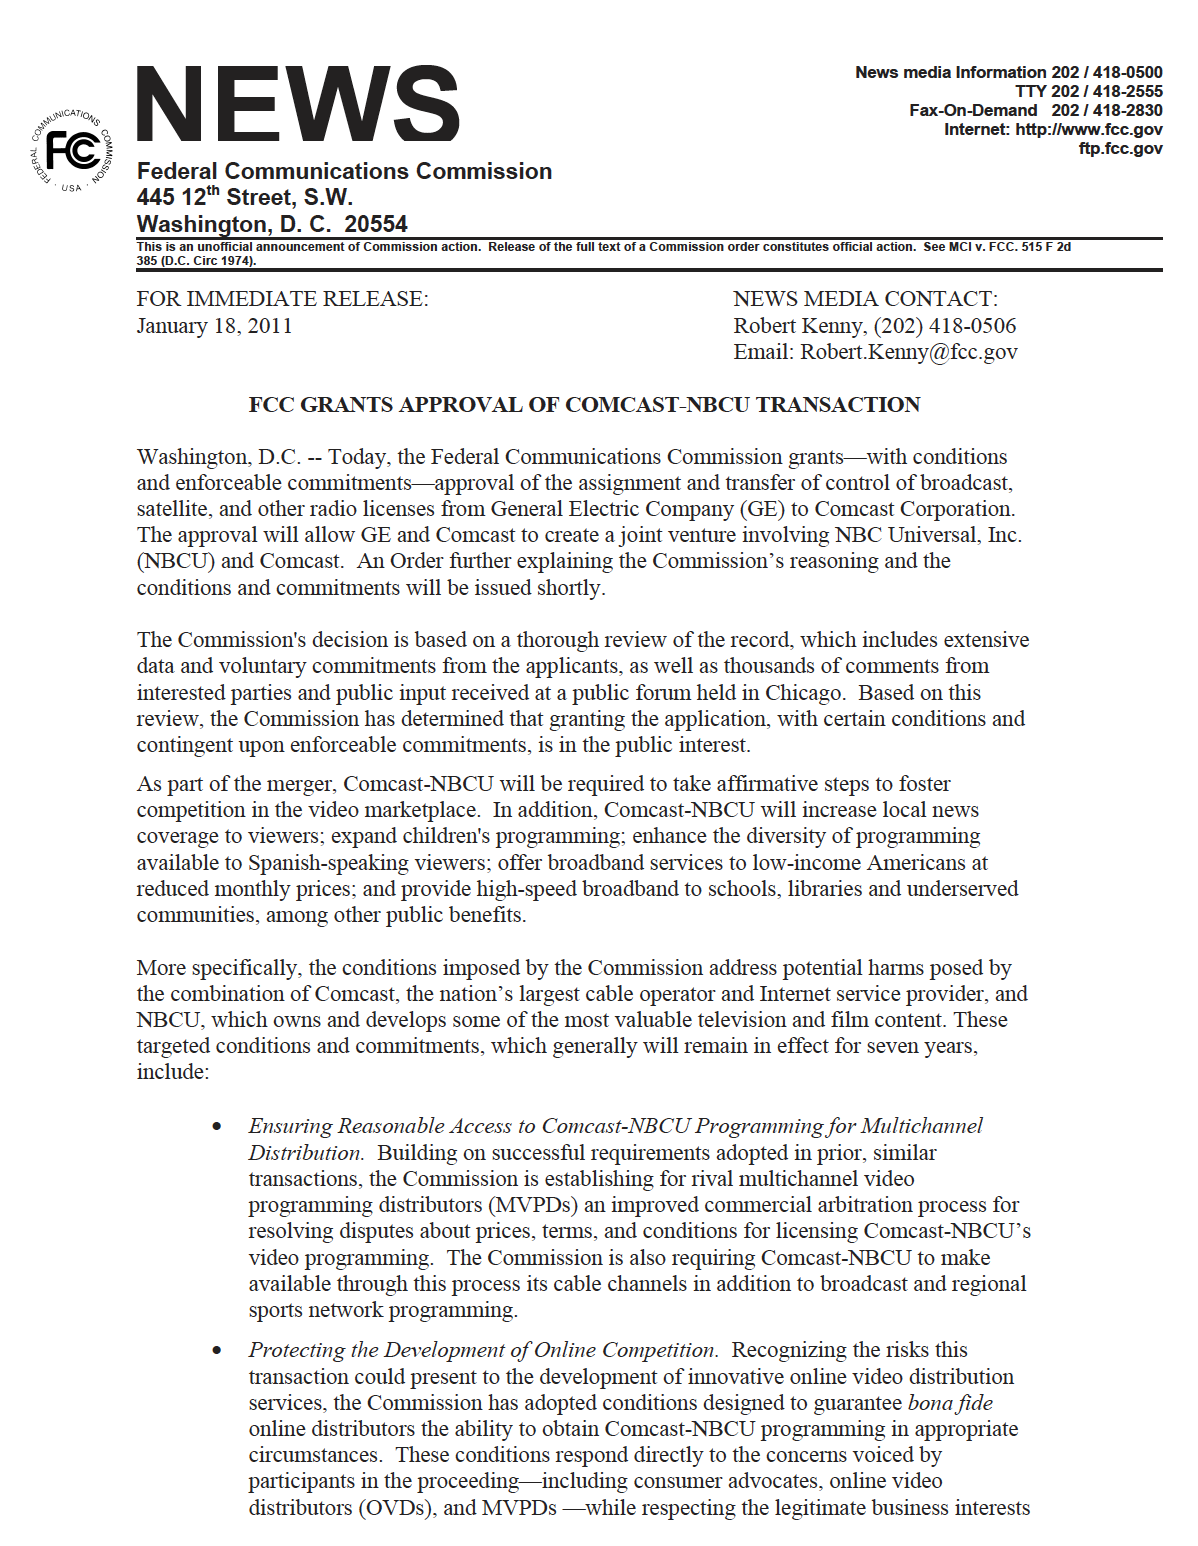 NEWS
News media Information 202 / 418-0500
TTY 202 / 418-2555
Fax-On-Demand 202 / 418-2830
Internet: http://www.fcc.gov
ftp.fcc.gov
FEDERAL COMMUNICATIONS COMMISSION · USA ·
FCC
Federal Communications Commission
445 12th Street, S.W.
Washington, D. C. 20554
This is an unofficial announcement of Commission action. Release of the full text of a Commission order constitutes official action. See MCI v. FCC. 515 F 2d
385 (D.C. Circ 1974).
FOR IMMEDIATE RELEASE:
January 18, 2011
NEWS MEDIA CONTACT:
Robert Kenny, (202) 418-0506
Email: Robert.Kenny@fcc.gov
FCC GRANTS APPROVAL OF COMCAST-NBCU TRANSACTION
Washington, D.C. -- Today, the Federal Communications Commission grants—with conditions
and enforceable commitments—approval of the assignment and transfer of control of broadcast,
satellite, and other radio licenses from General Electric Company (GE) to Comcast Corporation.
The approval will allow GE and Comcast to create a joint venture involving NBC Universal, Inc.
(NBCU) and Comcast. An Order further explaining the Commission’s reasoning and the
conditions and commitments will be issued shortly.
The Commission's decision is based on a thorough review of the record, which includes extensive
data and voluntary commitments from the applicants, as well as thousands of comments from
interested parties and public input received at a public forum held in Chicago. Based on this
review, the Commission has determined that granting the application, with certain conditions and
contingent upon enforceable commitments, is in the public interest.
As part of the merger, Comcast-NBCU will be required to take affirmative steps to foster
competition in the video marketplace. In addition, Comcast-NBCU will increase local news
coverage to viewers; expand children's programming; enhance the diversity of programming
available to Spanish-speaking viewers; offer broadband services to low-income Americans at
reduced monthly prices; and provide high-speed broadband to schools, libraries and underserved
communities, among other public benefits.
More specifically, the conditions imposed by the Commission address potential harms posed by
the combination of Comcast, the nation’s largest cable operator and Internet service provider, and
NBCU, which owns and develops some of the most valuable television and film content. These
targeted conditions and commitments, which generally will remain in effect for seven years,
include:
• Ensuring Reasonable Access to Comcast-NBCU Programming for Multichannel
Distribution. Building on successful requirements adopted in prior, similar
transactions, the Commission is establishing for rival multichannel video
programming distributors (MVPDs) an improved commercial arbitration process for
resolving disputes about prices, terms, and conditions for licensing Comcast-NBCU’s
video programming. The Commission is also requiring Comcast-NBCU to make
available through this process its cable channels in addition to broadcast and regional
sports network programming.
• Protecting the Development of Online Competition. Recognizing the risks this
transaction could present to the development of innovative online video distribution
services, the Commission has adopted conditions designed to guarantee bona fide
online distributors the ability to obtain Comcast-NBCU programming in appropriate
circumstances. These conditions respond directly to the concerns voiced by
participants in the proceeding—including consumer advocates, online video
distributors (OVDs), and MVPDs —while respecting the legitimate business interests